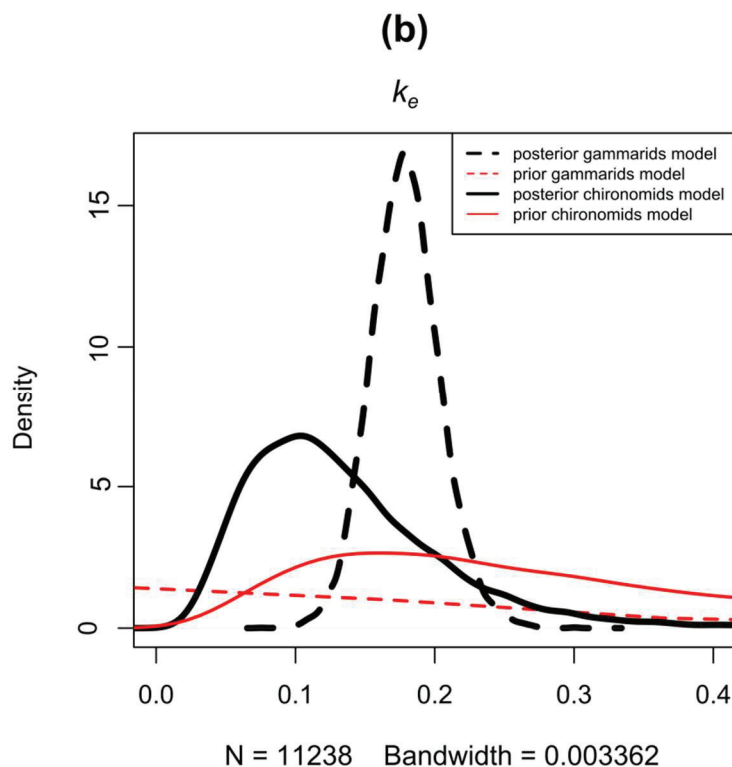 (b)
k_e
posterior gammarids model
prior gammarids model
posterior chironomids model
prior chironomids model
Density
15
10
5
0
0.0 0.1 0.2 0.3 0.4
N = 11238 Bandwidth = 0.003362